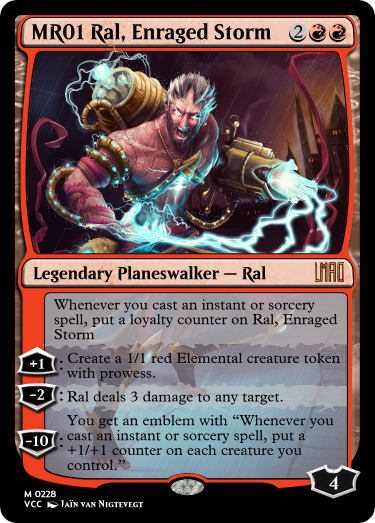 MR01 Ral, Enraged Storm 2
Legendary Planeswalker — Ral LMAO
Whenever you cast an instant or sorcery
spell, put a loyalty counter on Ral, Enraged
Storm
+1: Create a 1/1 red Elemental creature token
with prowess.
-2: Ral deals 3 damage to any target.
You get an emblem with “Whenever you
-10: cast an instant or sorcery spell, put a
+1/+1 counter on each creature you
control.”
4
M 0228
VCC Jaïn van Nigtevegt